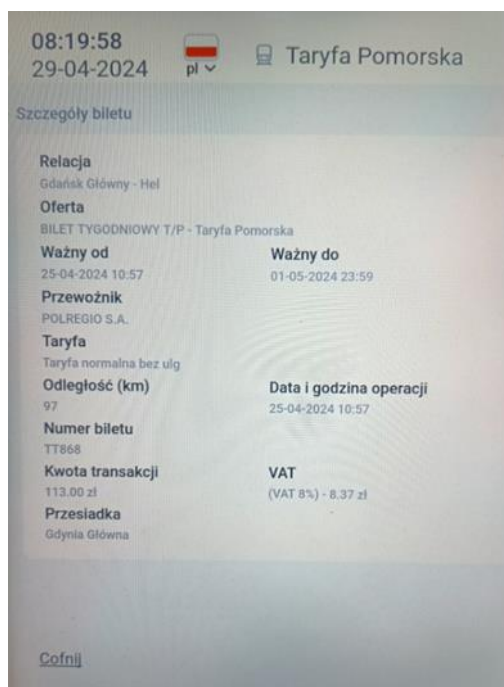 08:19:58
29-04-2024
pl
Taryfa Pomorska
Szczegóły biletu
Relacja
Gdańsk Główny - Hel
Oferta
BILET TYGODNIOWY T/P - Taryfa Pomorska
Ważny od
25-04-2024 10:57
Ważny do
01-05-2024 23:59
Przewoźnik
POLREGIO S.A.
Taryfa
Taryfa normalna bez ulg
Odległość (km)
97
Data i godzina operacji
25-04-2024 10:57
Numer biletu
TT868
Kwota transakcji
113.00 zł
VAT
(VAT 8%) - 8.37 zł
Przesiadka
Gdynia Główna
Cofnij